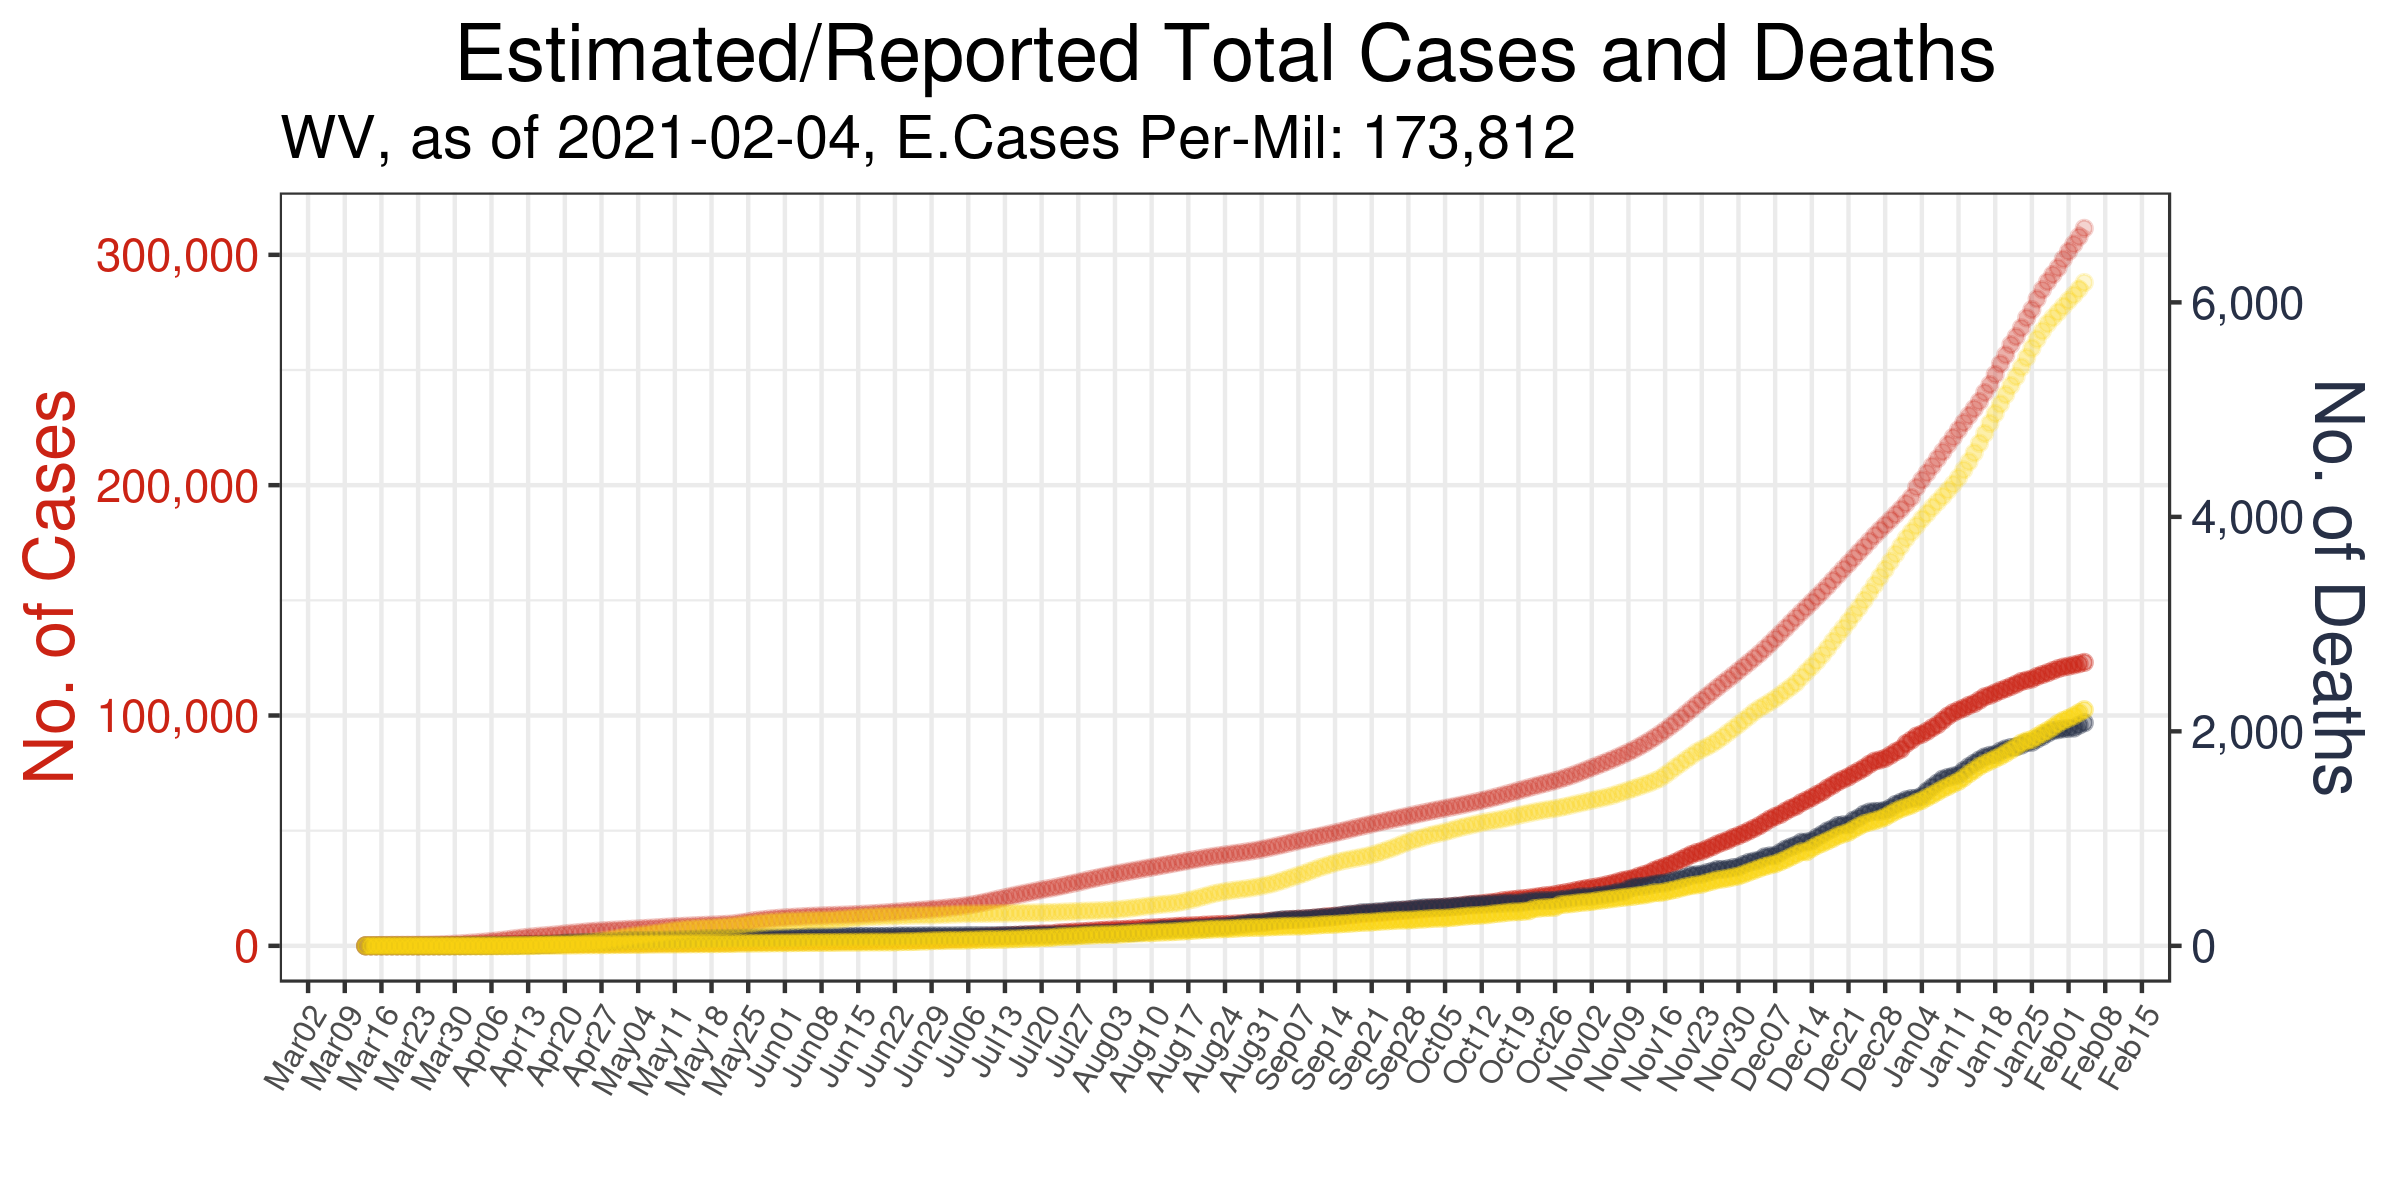 Estimated/Reported Total Cases and Deaths
WV, as of 2021-02-04, E.Cases Per-Mil: 173,812
No. of Cases
300,000
200,000
100,000
0
6,000
4,000
2,000
0
No. of Deaths
Mar02
Mar09
Mar16
Mar23
Mar30
Apr06
Apr13
Apr20
Apr27
May04
May11
May18
May25
Jun01
Jun08
Jun15
Jun22
Jun29
Jul06
Jul13
Jul20
Jul27
Aug03
Aug10
Aug17
Aug24
Aug31
Sep07
Sep14
Sep21
Sep28
Oct05
Oct12
Oct19
Oct26
Nov02
Nov09
Nov16
Nov23
Nov30
Dec07
Dec14
Dec21
Dec28
Jan04
Jan11
Jan18
Jan25
Feb01
Feb08
Feb15